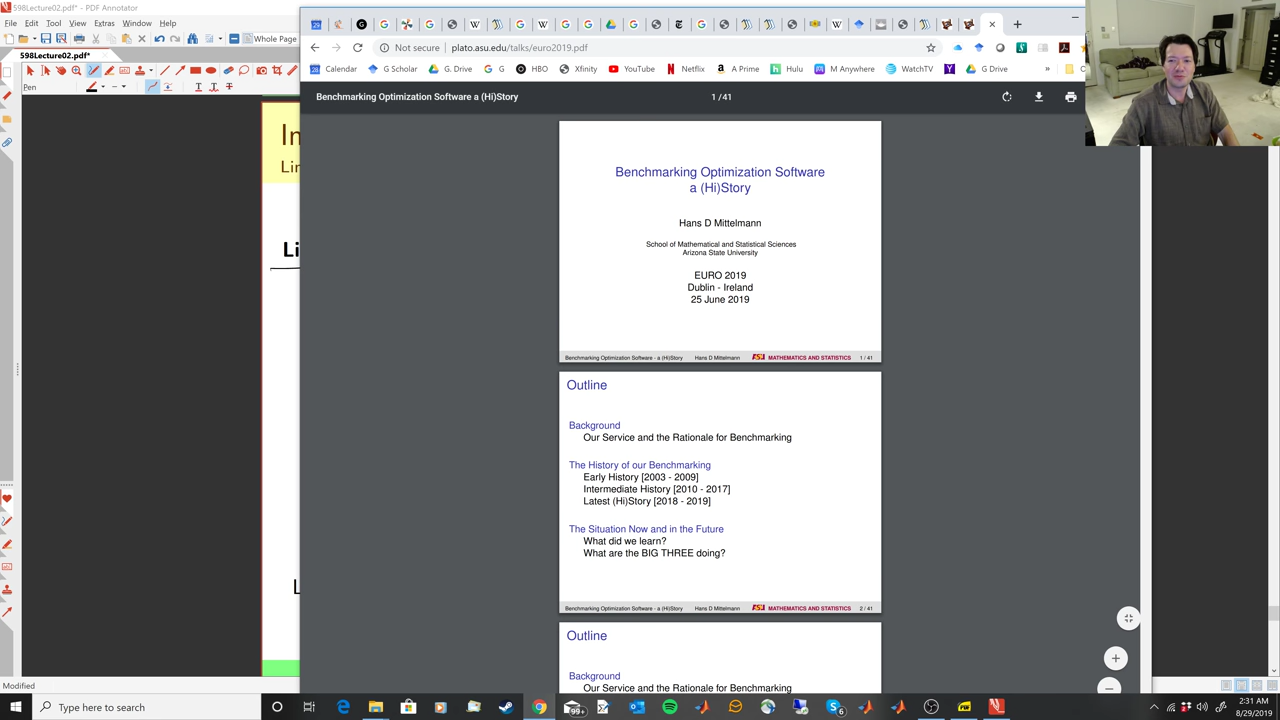 598Lecture02.pdf* - PDF Annotator
File Edit Tool View Extras Window
Whole Page
598Lecture02.pdf*
Pen
Modified
Not secure | plato.asu.edu/talks/euro2019.pdf
Calendar G Scholar G. Drive G HBO Xfinity YouTube Netflix A Prime Hulu M Anywhere WatchTV G Drive »
Benchmarking Optimization Software a (Hi)Story
1 / 41
Benchmarking Optimization Software
a (Hi)Story
Hans D Mittelmann
School of Mathematical and Statistical Sciences
Arizona State University
EURO 2019
Dublin - Ireland
25 June 2019
Benchmarking Optimization Software - a (Hi)Story Hans D Mittelmann ASU MATHEMATICS AND STATISTICS 1 / 41
Outline
Background
Our Service and the Rationale for Benchmarking
The History of our Benchmarking
Early History [2003 - 2009]
Intermediate History [2010 - 2017]
Latest (Hi)Story [2018 - 2019]
The Situation Now and in the Future
What did we learn?
What are the BIG THREE doing?
Benchmarking Optimization Software - a (Hi)Story Hans D Mittelmann ASU MATHEMATICS AND STATISTICS 2 / 41
Outline
Background
Our Service and the Rationale for Benchmarking
Type here to search
99+
2:31 AM
8/29/2019